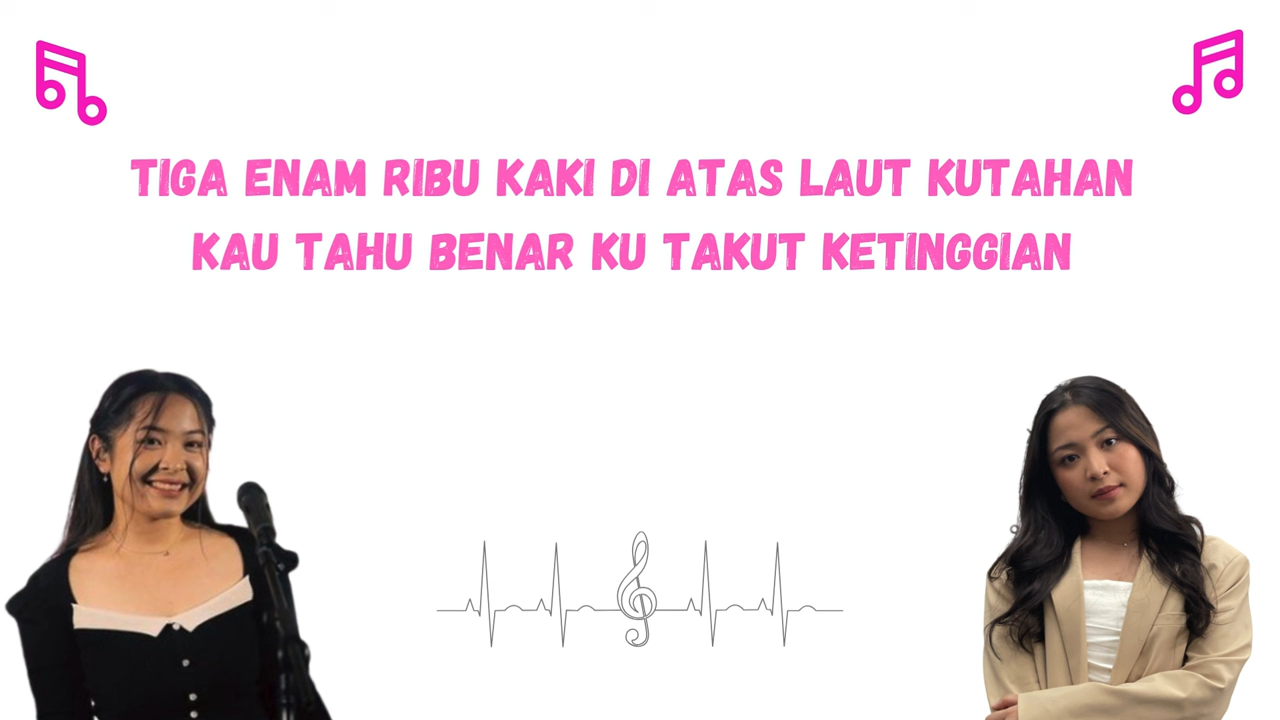 TIGA ENAM RIBU KAKI DI ATAS LAUT KUTAHAN
KAU TAHU BENAR KU TAKUT KETINGGIAN